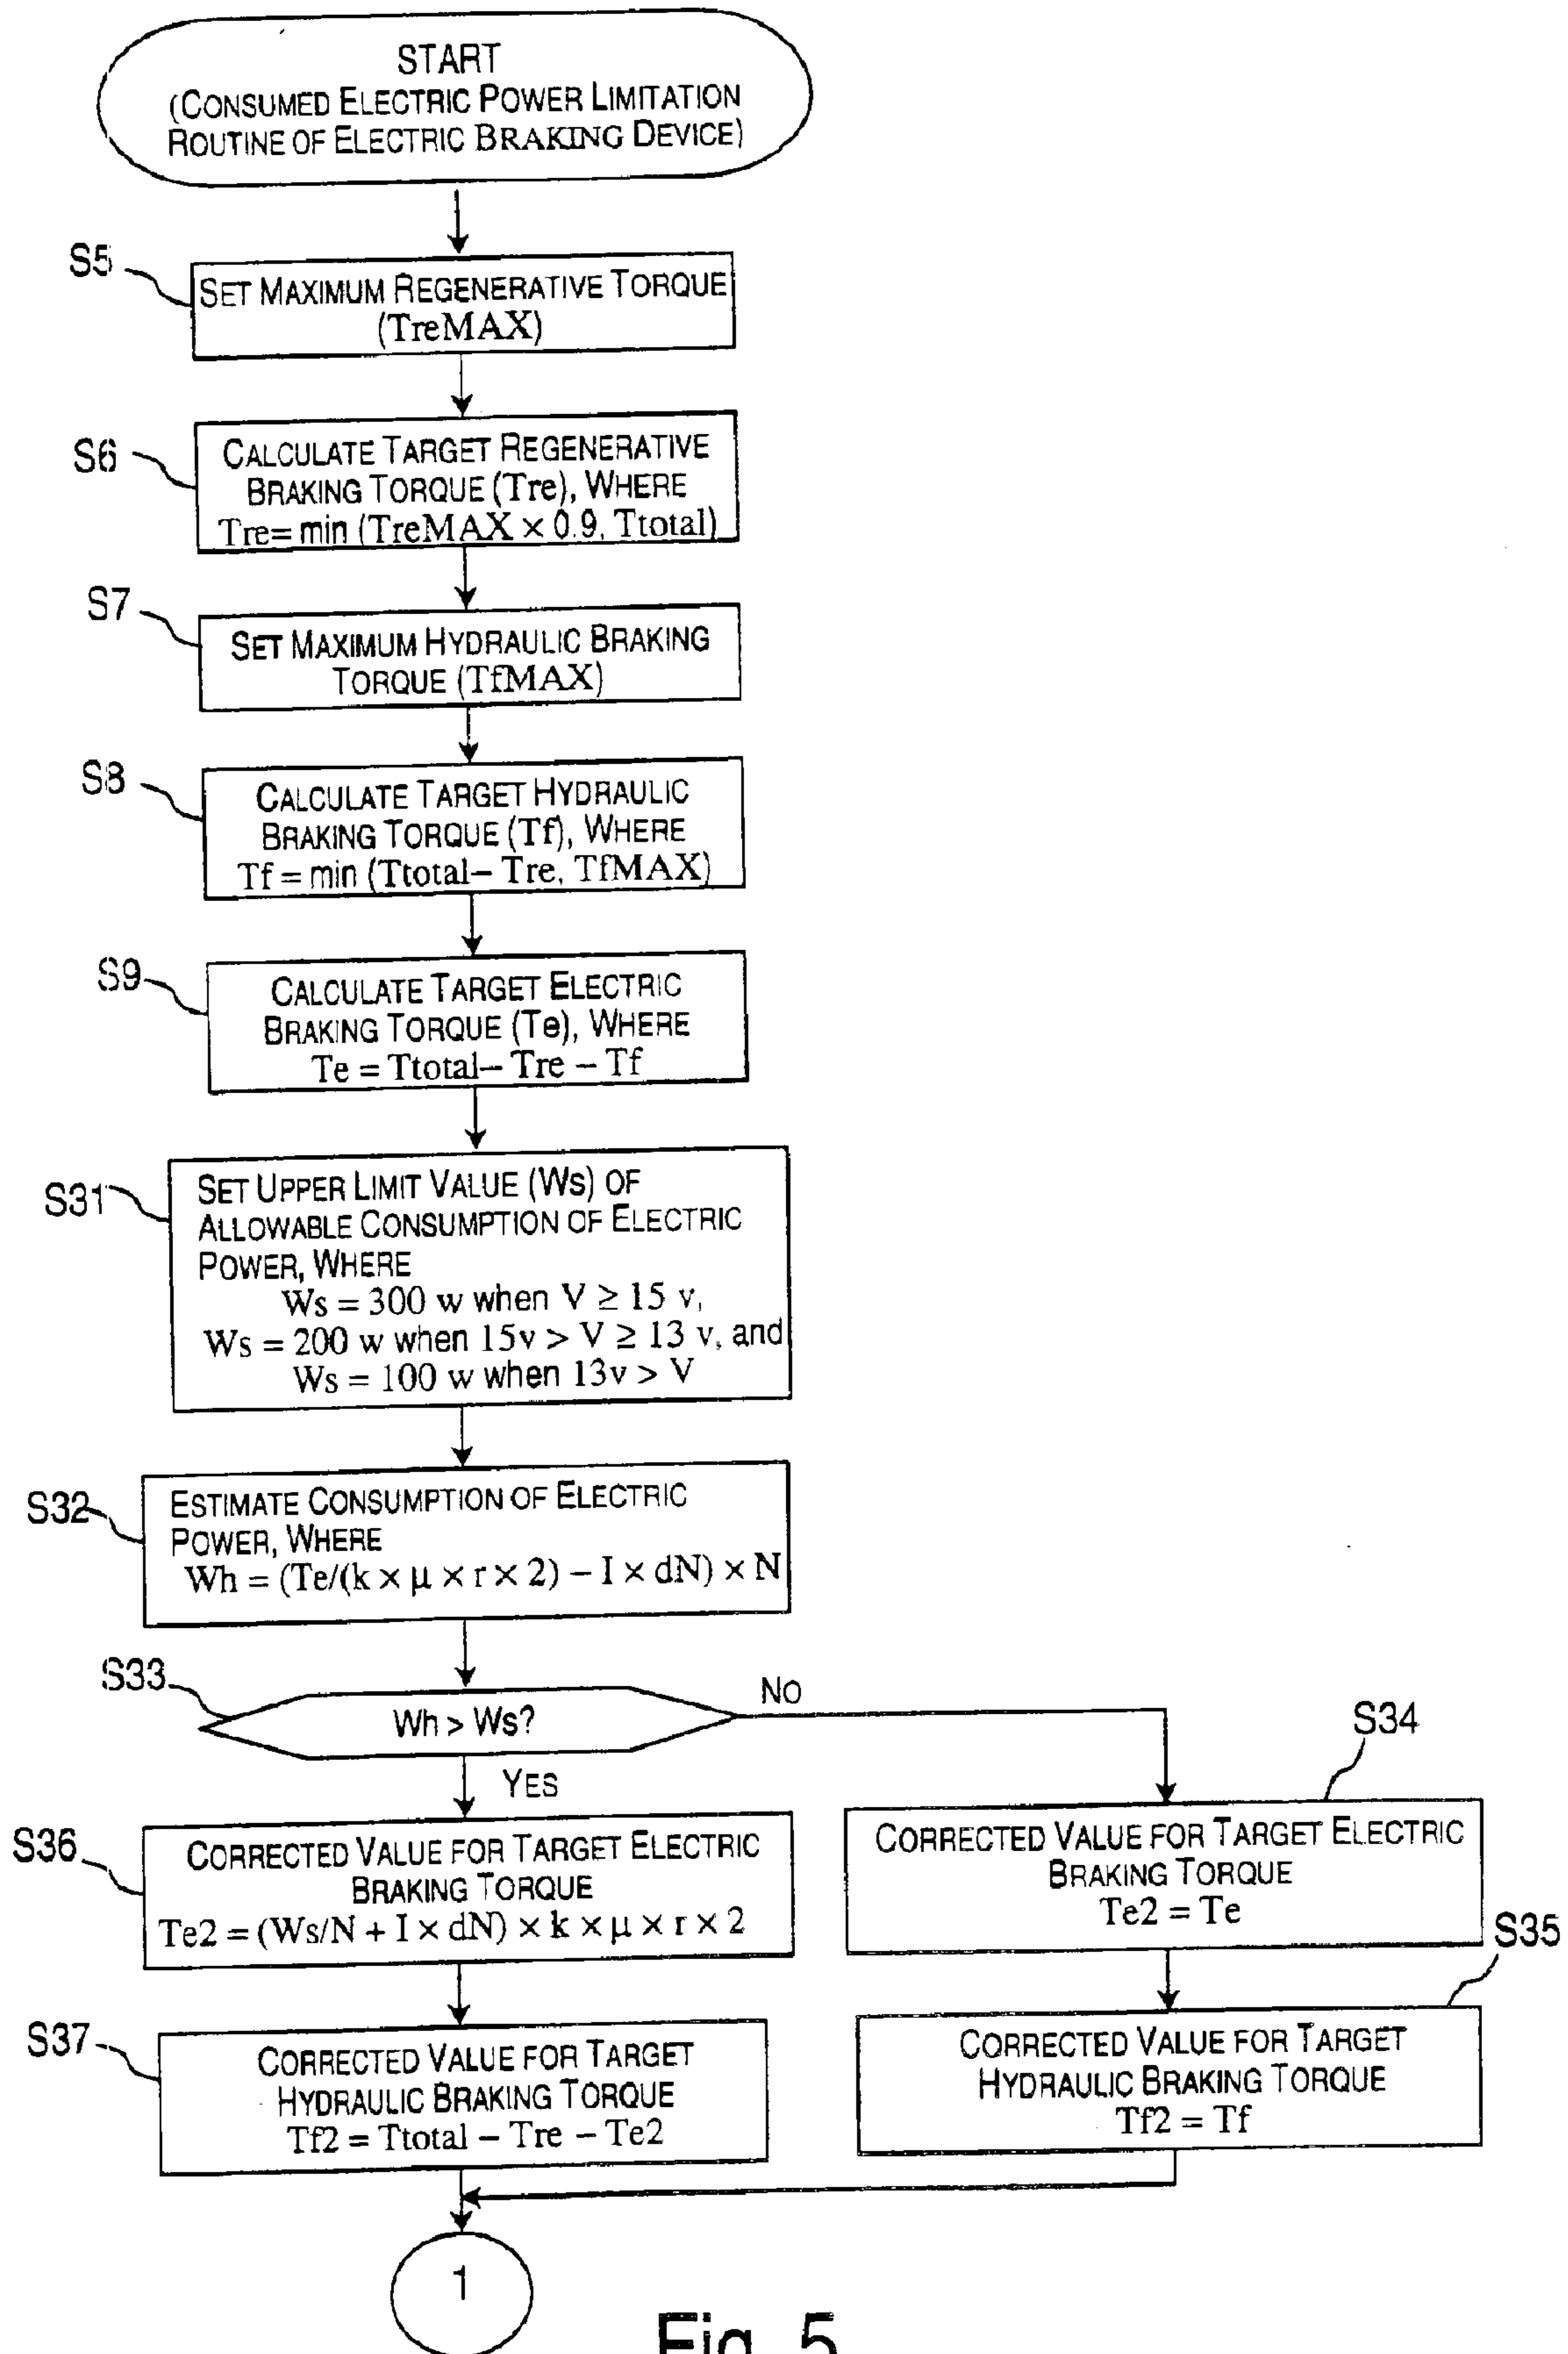 START
(CONSUMED ELECTRIC POWER LIMITATION
ROUTINE OF ELECTRIC BRAKING DEVICE)
S5
SET MAXIMUM REGENERATIVE TORQUE
(TreMAX)
S6
CALCULATE TARGET REGENERATIVE
BRAKING TORQUE (Tre), WHERE
Tre= min (TreMAX × 0.9, Ttotal)
S7
SET MAXIMUM HYDRAULIC BRAKING
TORQUE (TfMAX)
S8
CALCULATE TARGET HYDRAULIC
BRAKING TORQUE (Tf), WHERE
Tf = min (Ttotal– Tre, TfMAX)
S9
CALCULATE TARGET ELECTRIC
BRAKING TORQUE (Te), WHERE
Te = Ttotal– Tre – Tf
S31
SET UPPER LIMIT VALUE (Ws) OF
ALLOWABLE CONSUMPTION OF ELECTRIC
POWER, WHERE
Ws = 300 w when V ≥ 15 v,
Ws = 200 w when 15v > V ≥ 13 v, and
Ws = 100 w when 13v > V
S32
ESTIMATE CONSUMPTION OF ELECTRIC
POWER, WHERE
Wh = (Te/(k × μ × r × 2) – I × dN) × N
S33
Wh > Ws?
NO
YES
S34
CORRECTED VALUE FOR TARGET ELECTRIC
BRAKING TORQUE
Te2 = Te
S35
CORRECTED VALUE FOR TARGET
HYDRAULIC BRAKING TORQUE
Tf2 = Tf
S36
CORRECTED VALUE FOR TARGET ELECTRIC
BRAKING TORQUE
Te2 = (Ws/N + I × dN) × k × μ × r × 2
S37
CORRECTED VALUE FOR TARGET
HYDRAULIC BRAKING TORQUE
Tf2 = Ttotal – Tre – Te2
1
Fig. 5